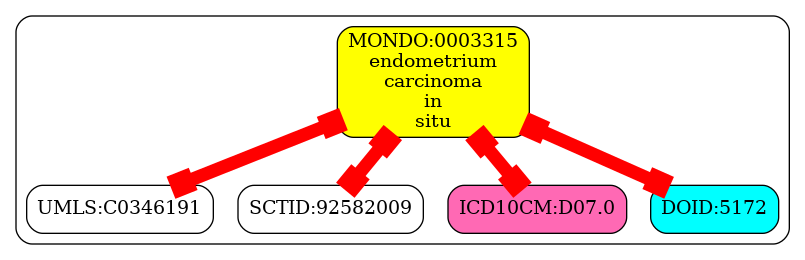 MONDO:0003315
endometrium
carcinoma
in
situ
UMLS:C0346191
SCTID:92582009
ICD10CM:D07.0
DOID:5172